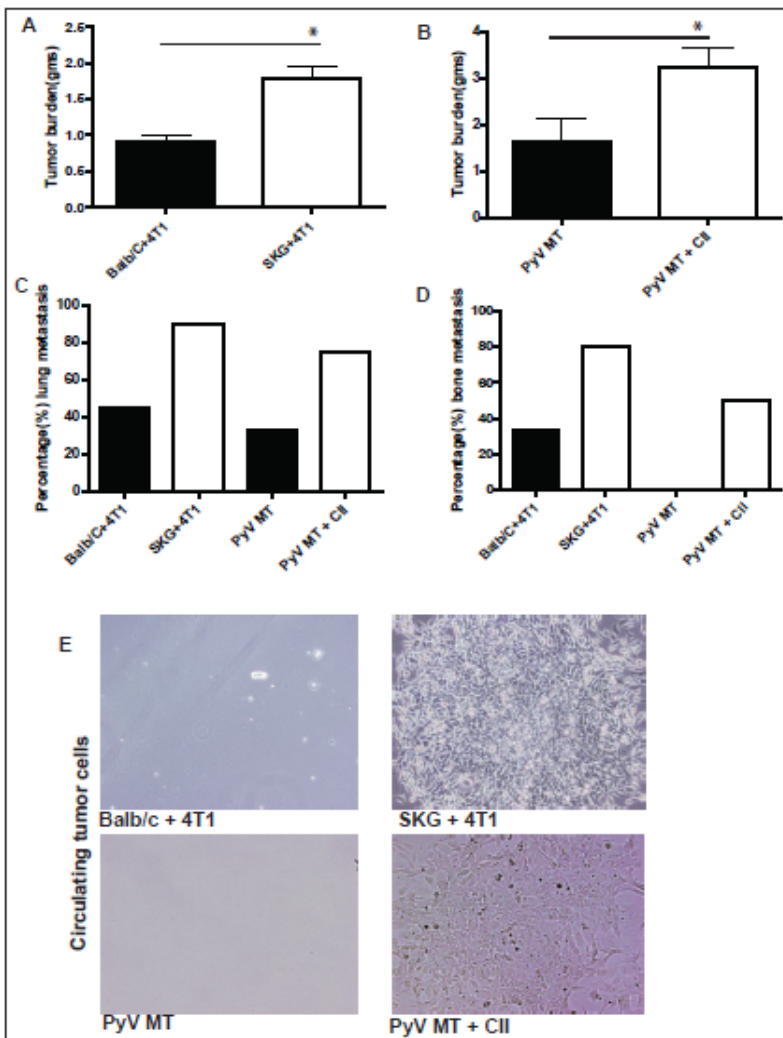 A
Tumor burden(gms)
2.5
2.0
1.5
1.0
0.5
0.0
*
Balb/C+4T1
SKG+4T1
B
Tumor burden(gms)
4
3
2
1
0
*
PyV MT
PyV MT + CII
C
Percentage(%) lung metastasis
100
80
60
40
20
0
Balb/C+4T1
SKG+4T1
PyV MT
PyV MT + CII
D
Percentage(%) bone metastasis
100
80
60
40
20
0
Balb/C+4T1
SKG+4T1
PyV MT
PyV MT + CII
E
Circulating tumor cells
Balb/c + 4T1
SKG + 4T1
PyV MT
PyV MT + CII